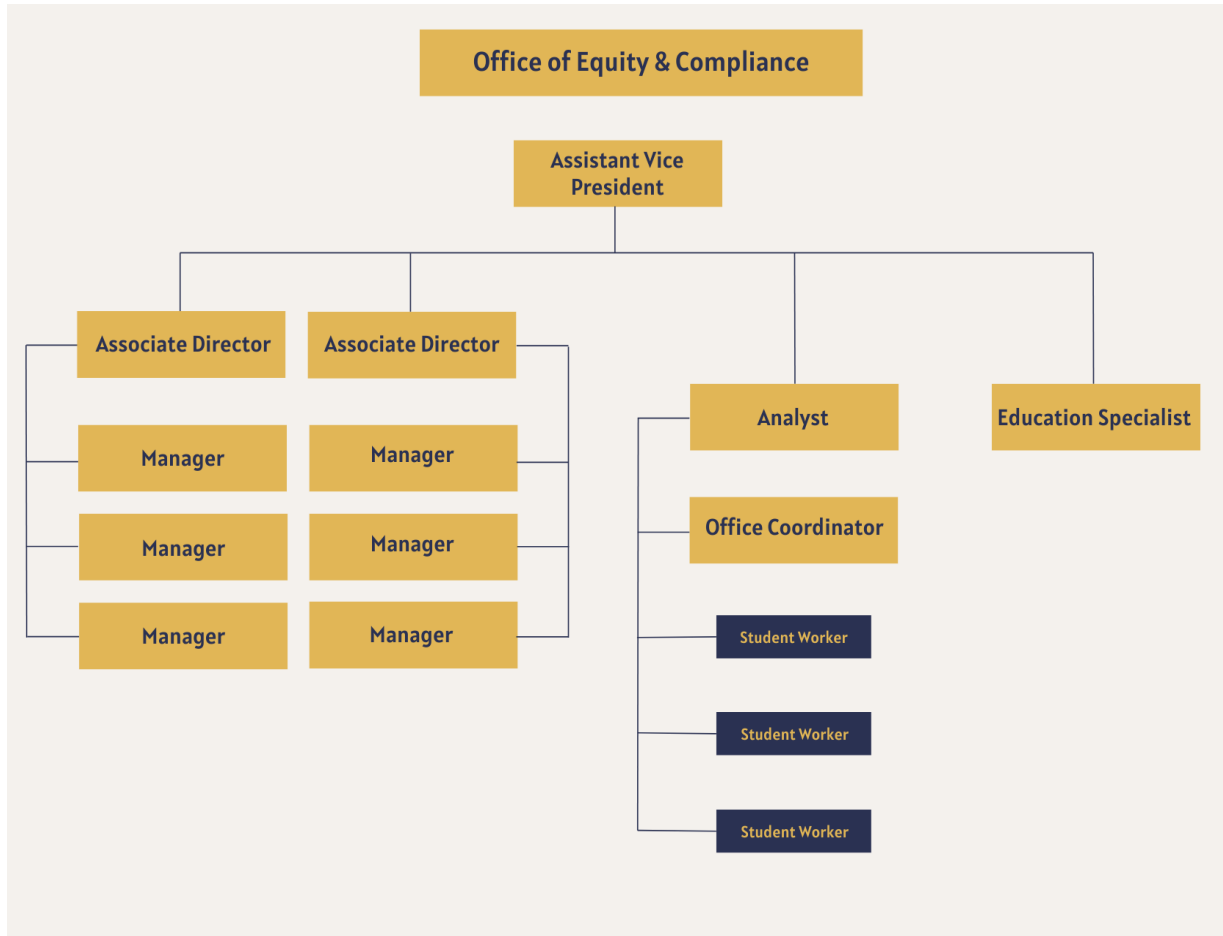 Office of Equity & Compliance
Assistant Vice
President
Associate Director
Associate Director
Analyst
Education Specialist
Manager
Manager
Office Coordinator
Manager
Manager
Manager
Manager
Student Worker
Student Worker
Student Worker